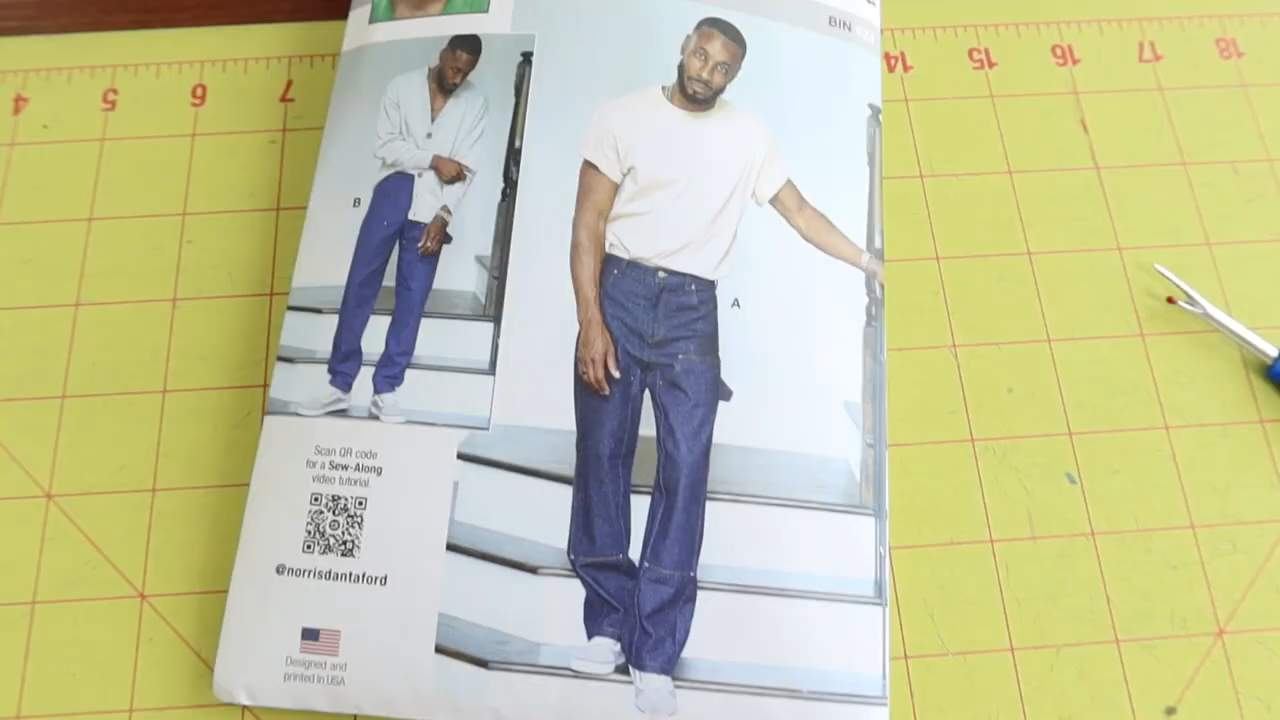 BIN
4 5 6 7
14 15 16 17 18
B
A
Scan QR code
for a Sew-Along
video tutorial
@norrisdantaford
Designed and
printed in USA